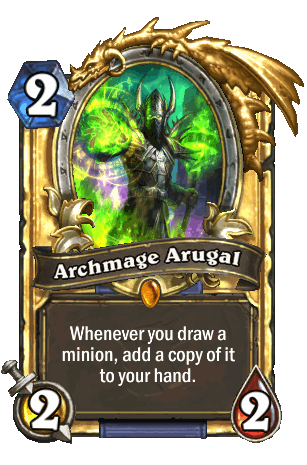 2
Archmage Arugal
Whenever you draw a
minion, add a copy of it
to your hand.
2
2